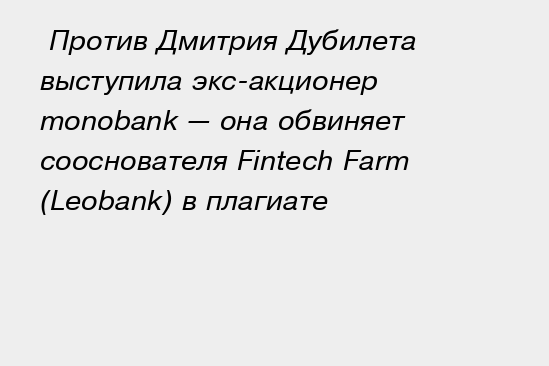 Против Дмитрия Дубилета
выступила экс-акционер
monobank — она обвиняет
сооснователя Fintech Farm
(Leobank) в плагиате